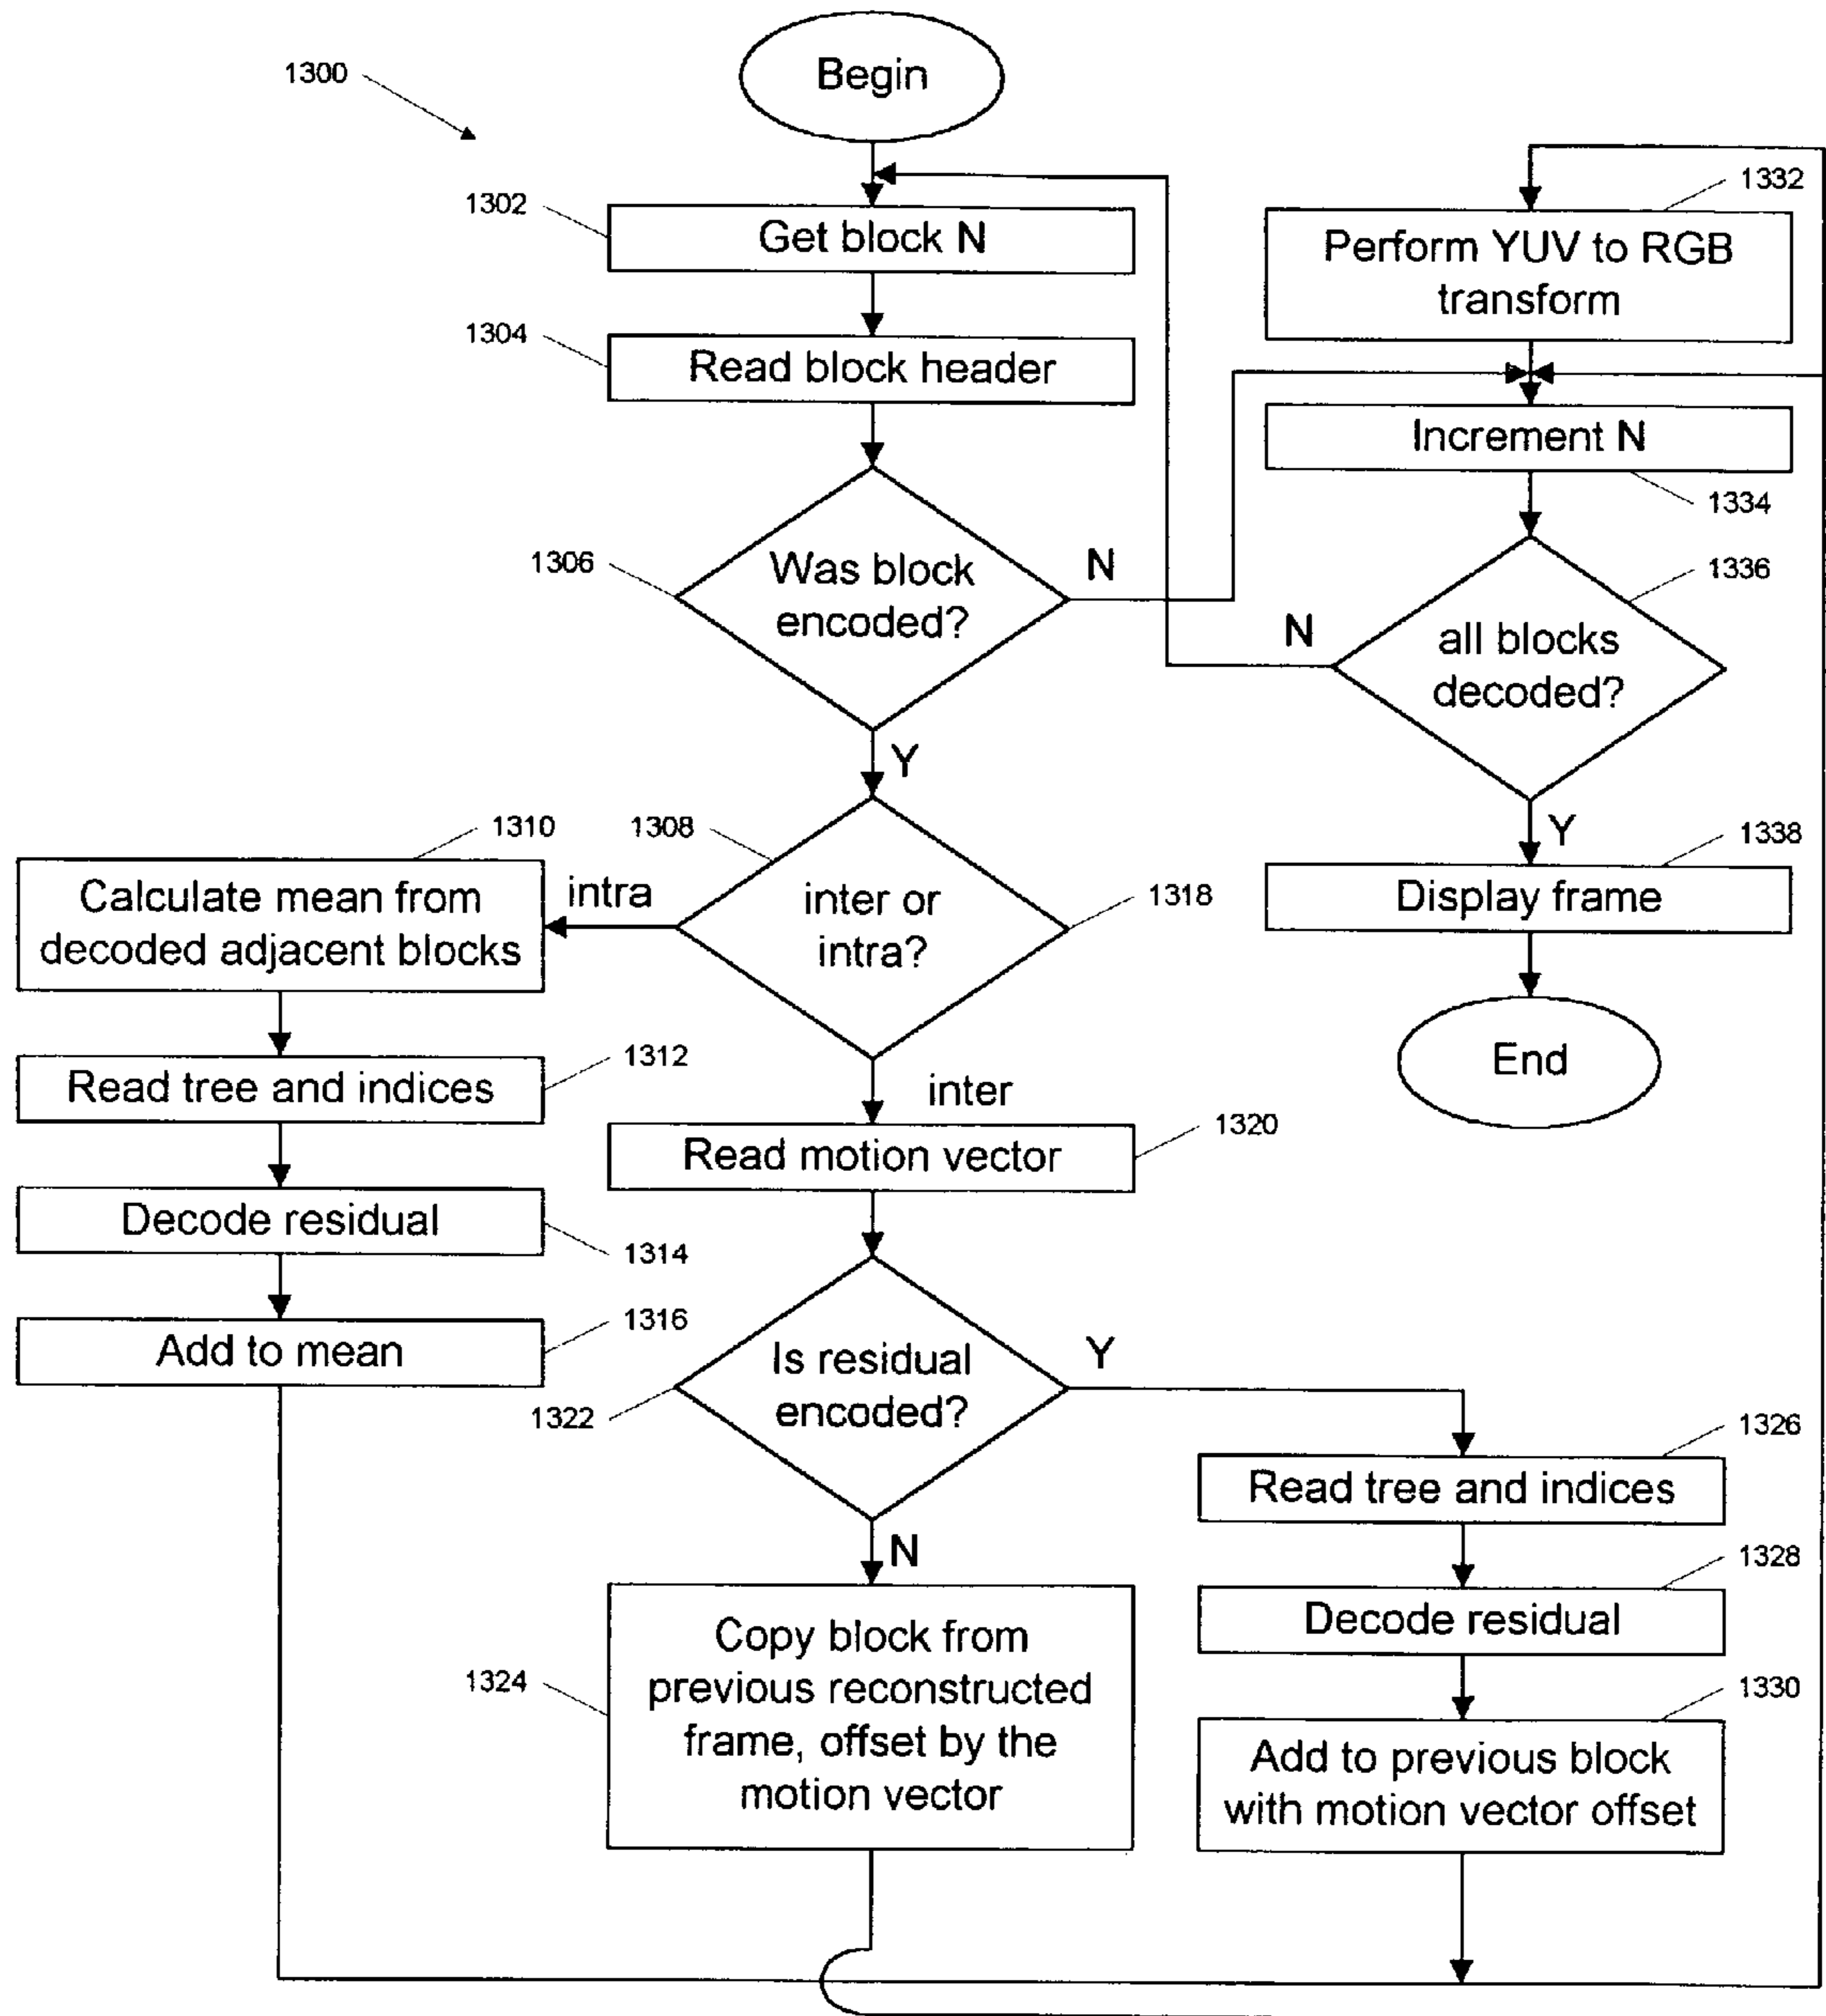 1300
Begin
1302
Get block N
1304
Read block header
1306
Was block
encoded?
N
Y
1308
inter or
intra?
1318
intra
inter
1310
Calculate mean from
decoded adjacent blocks
1312
Read tree and indices
Decode residual
1314
1316
Add to mean
1320
Read motion vector
1322
Is residual
encoded?
Y
N
1324
Copy block from
previous reconstructed
frame, offset by the
motion vector
1326
Read tree and indices
1328
Decode residual
1330
Add to previous block
with motion vector offset
1332
Perform YUV to RGB
transform
Increment N
1334
1336
all blocks
decoded?
N
Y
1338
Display frame
End